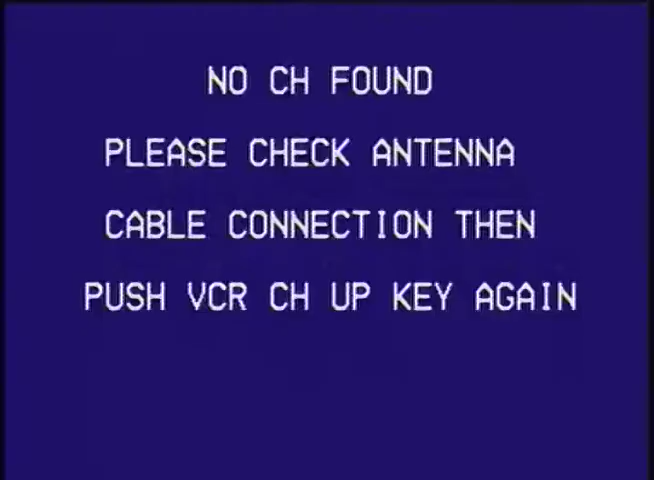 NO CH FOUND
PLEASE CHECK ANTENNA
CABLE CONNECTION THEN
PUSH VCR CH UP KEY AGAIN